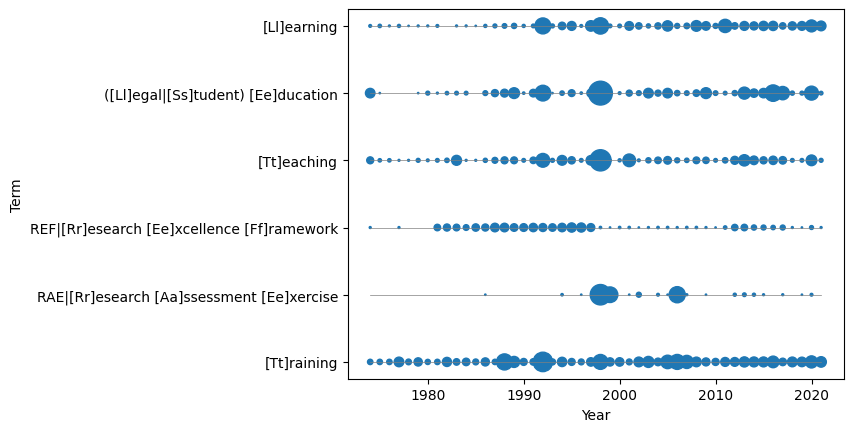 [Ll]earning
([Ll]egal|[Ss]tudent) [Ee]ducation
[Tt]eaching
Term
REF|[Rr]esearch [Ee]xcellence [Ff]ramework
RAE|[Rr]esearch [Aa]ssessment [Ee]xercise
[Tt]raining
1980 1990 2000 2010 2020
Year